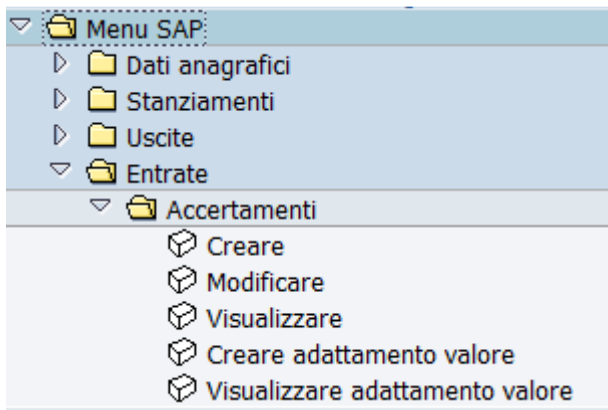 Menu SAP
Dati anagrafici
Stanziamenti
Uscite
Entrate
Accertamenti
Creare
Modificare
Visualizzare
Creare adattamento valore
Visualizzare adattamento valore